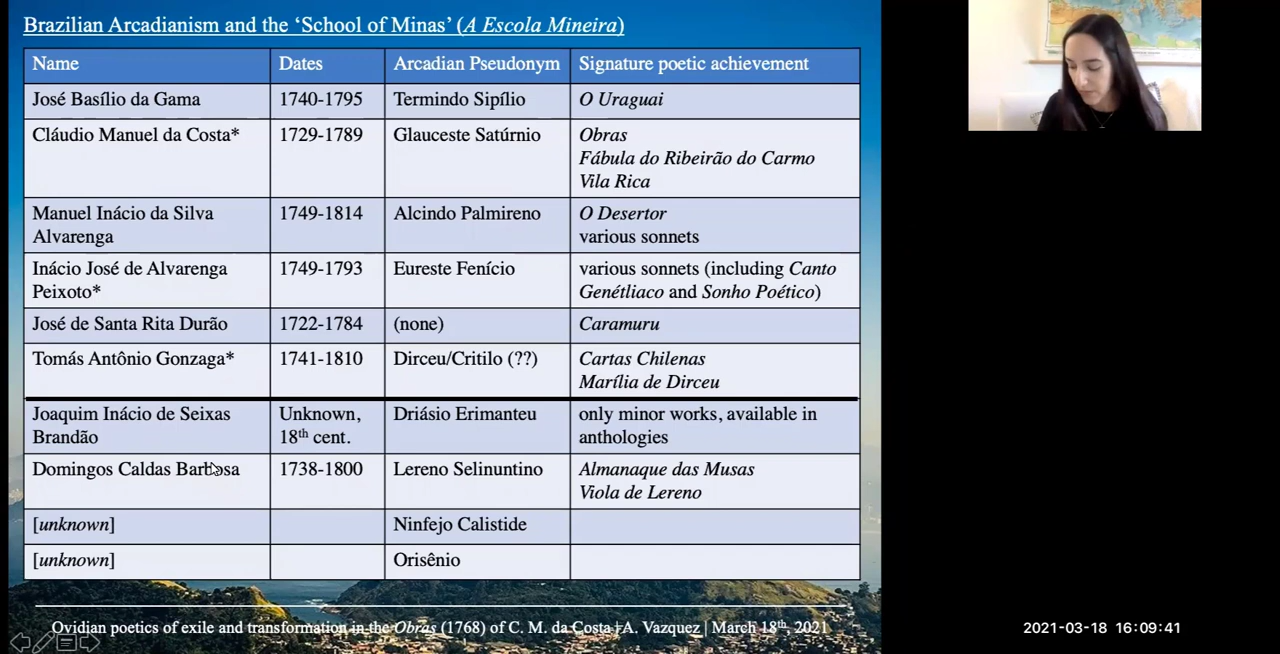 Brazilian Arcadianism and the ‘School of Minas’ (A Escola Mineira)
Name Dates Arcadian Pseudonym Signature poetic achievement
José Basílio da Gama 1740-1795 Termindo Sipílio O Uraguai
Cláudio Manuel da Costa* 1729-1789 Glauceste Satúrnio Obras
Fábula do Ribeirão do Carmo
Vila Rica
Manuel Inácio da Silva 1749-1814 Alcindo Palmireno O Desertor
Alvarenga various sonnets
Inácio José de Alvarenga 1749-1793 Eureste Fenício various sonnets (including Canto
Peixoto* Genétliaco and Sonho Poético)
José de Santa Rita Durão 1722-1784 (none) Caramuru
Tomás Antônio Gonzaga* 1741-1810 Dirceu/Critilo (??) Cartas Chilenas
Marília de Dirceu
Joaquim Inácio de Seixas Unknown, Driásio Erimanteu only minor works, available in
Brandão 18th cent. anthologies
Domingos Caldas Barbosa 1738-1800 Lereno Selinuntino Almanaque das Musas
Viola de Lereno
[unknown] Ninfejo Calistide
[unknown] Orisênio
Ovidian poetics of exile and transformation in the Obras (1768) of C. M. da Costa | A. Vazquez | March 18th, 2021
2021-03-18 16:09:41